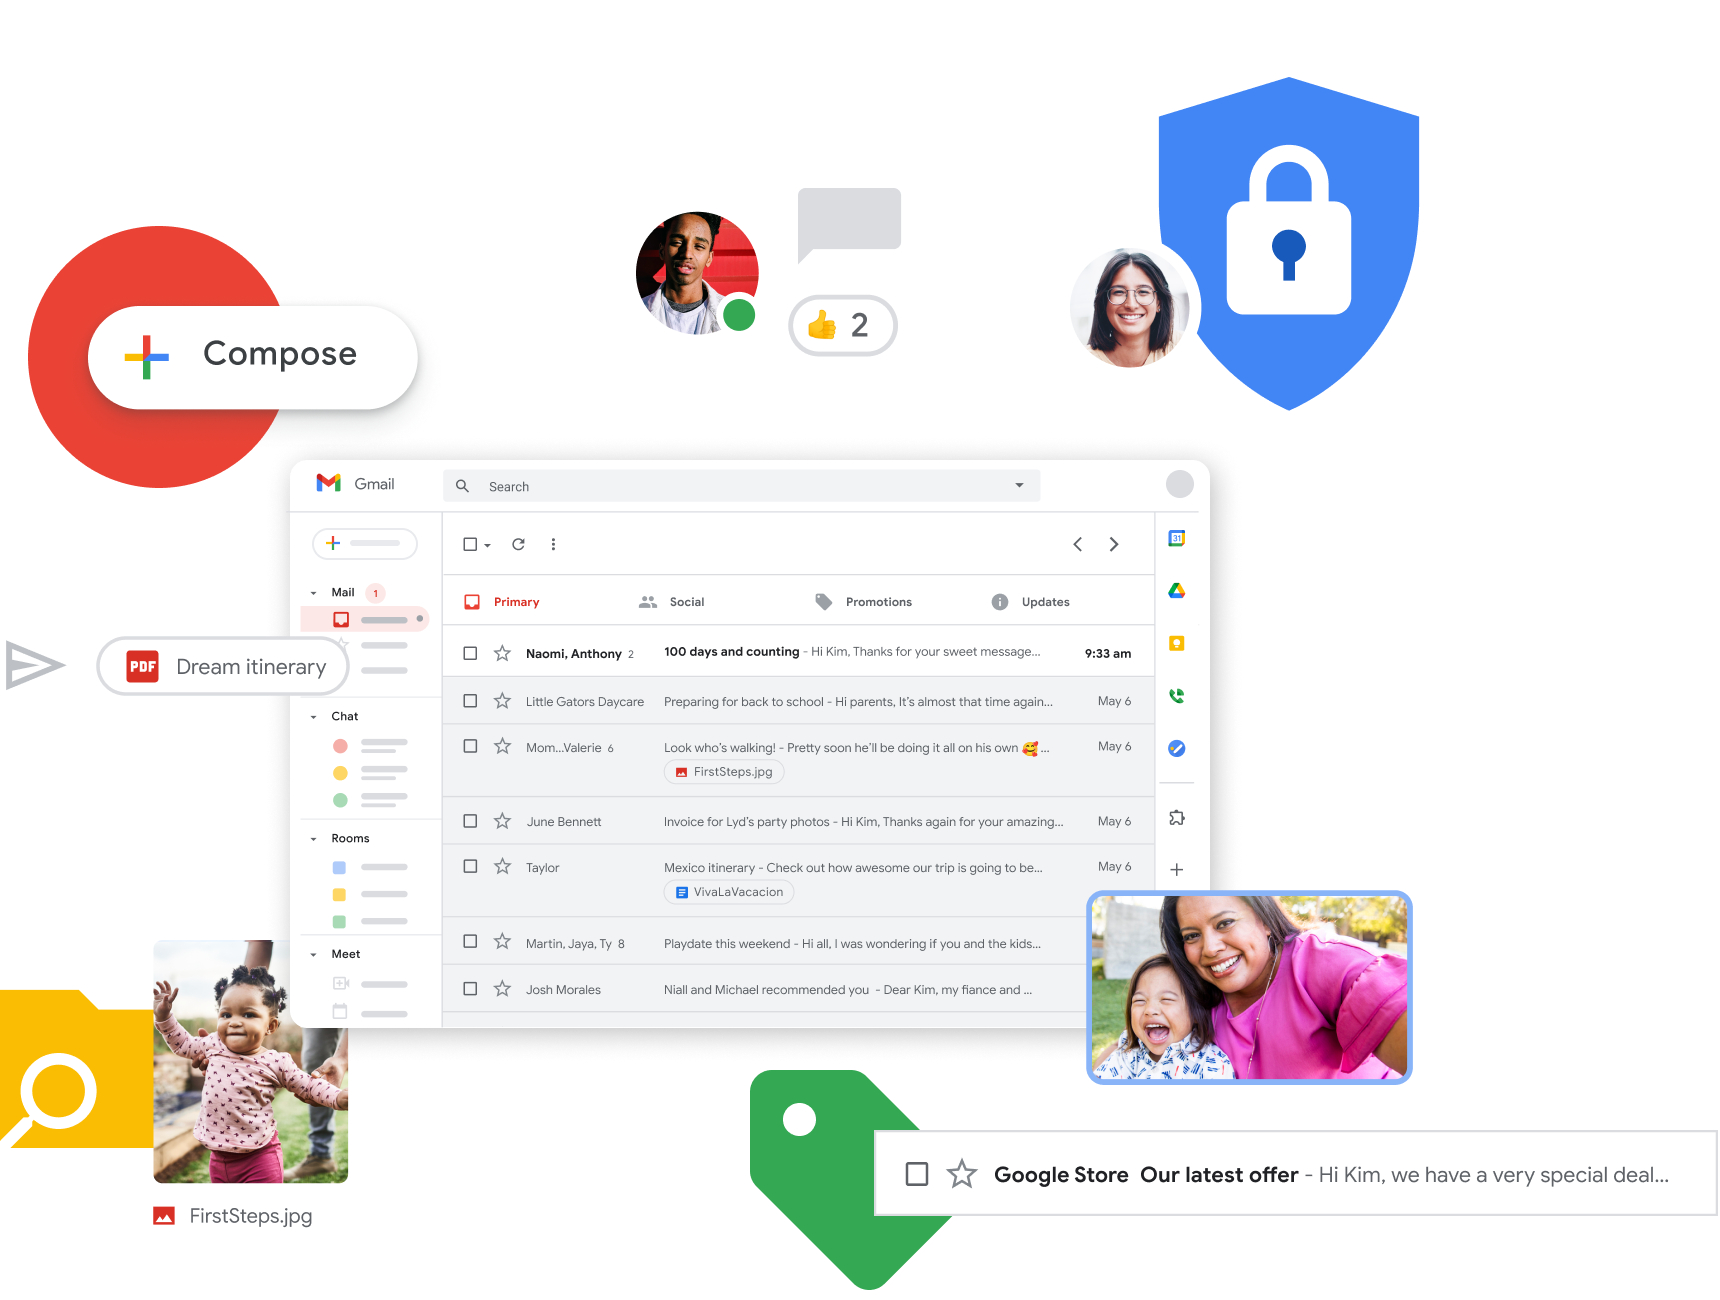 2
Compose
Gmail
Search
31
Mail 1
Primary
Social
Promotions
Updates
Naomi, Anthony 2 100 days and counting - Hi Kim, Thanks for your sweet message... 9:33 am
PDF Dream itinerary
Little Gators Daycare Preparing for back to school - Hi parents, It's almost that time again... May 6
Chat
Mom...Valerie 6 Look who's walking! - Pretty soon he'll be doing it all on his own 🥰 ... May 6
FirstSteps.jpg
June Bennett Invoice for Lyd's party photos - Hi Kim, Thanks again for your amazing... May 6
Rooms
Taylor Mexico itinerary - Check out how awesome our trip is going to be... May 6
VivaLaVacacion
Martin, Jaya, Ty 8 Playdate this weekend - Hi all, I was wondering if you and the kids...
Meet
Josh Morales Niall and Michael recommended you - Dear Kim, my fiance and ...
Google Store Our latest offer - Hi Kim, we have a very special deal...
FirstSteps.jpg